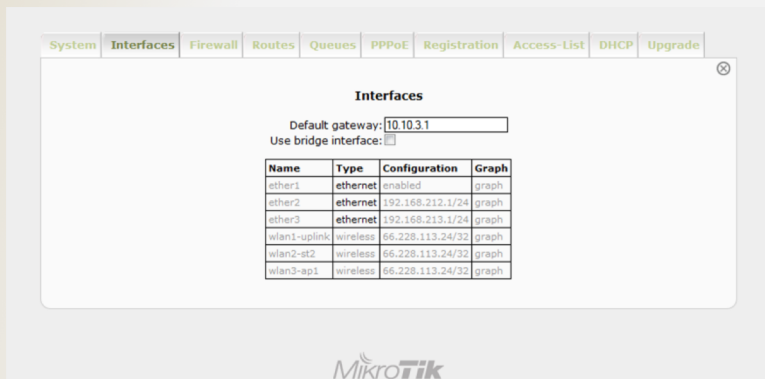 System Interfaces Firewall Routes Queues PPPoE Registration Access-List DHCP Upgrade
Interfaces
Default gateway: 10.10.3.1
Use bridge interface:
Name Type Configuration Graph
ether1 ethernet enabled graph
ether2 ethernet 192.168.212.1/24 graph
ether3 ethernet 192.168.213.1/24 graph
wlan1-uplink wireless 66.228.113.24/32 graph
wlan2-st2 wireless 66.228.113.24/32 graph
wlan3-ap1 wireless 66.228.113.24/32 graph
MikroTik